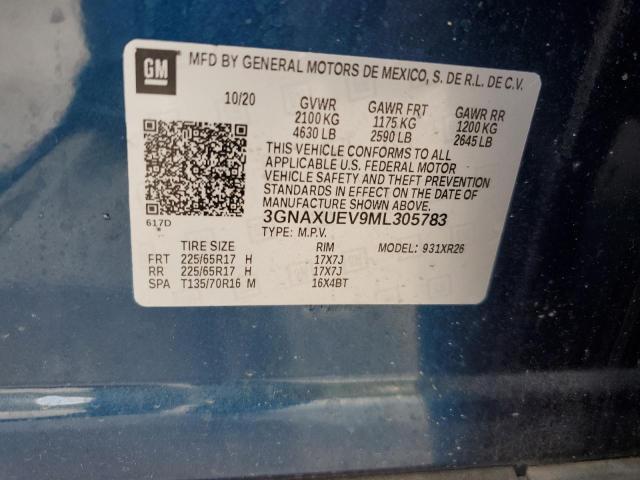 GM MFD BY GENERAL MOTORS DE MEXICO, S. DE R.L. DE C.V.
10/20 GVWR GAWR FRT GAWR RR
2100 KG 1175 KG 1200 KG
4630 LB 2590 LB 2645 LB
THIS VEHICLE CONFORMS TO ALL
APPLICABLE U.S. FEDERAL MOTOR
VEHICLE SAFETY AND THEFT PREVENTION
STANDARDS IN EFFECT ON THE DATE OF
MANUFACTURE SHOWN ABOVE.
3GNAXUEV9ML305783
617D
TYPE: M.P.V.
TIRE SIZE RIM MODEL: 931XR26
FRT 225/65R17 H 17X7J
RR 225/65R17 H 17X7J
SPA T135/70R16 M 16X4BT